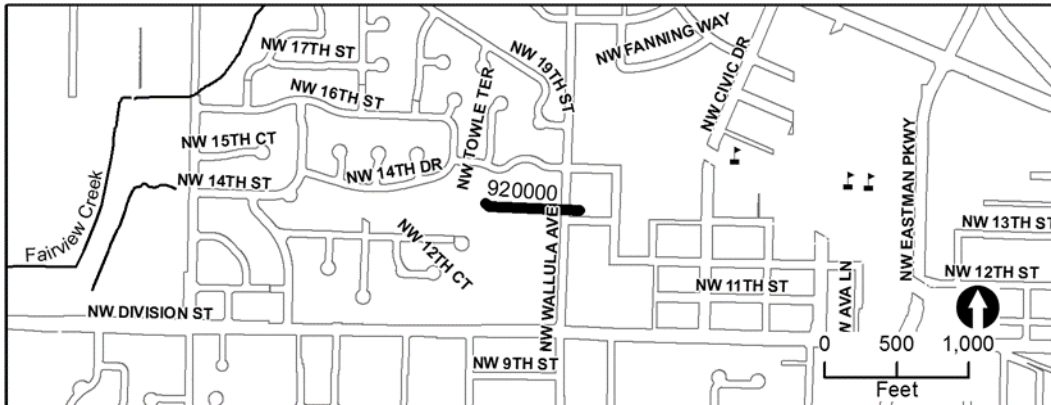 NW 17TH ST
NW 16TH ST
NW 15TH CT
NW 14TH ST
NW 14TH DR
NW TOWLE TER
NW 19TH ST
NW FANNING WAY
NW CIVIC DR
NW EASTMAN PKWY
NW 13TH ST
NW 12TH ST
920000
NW 12TH CT
NW WALLULA AVE
NW 11TH ST
W AVA LN
Fairview Creek
NW DIVISION ST
NW 9TH ST
0 500 1,000
Feet